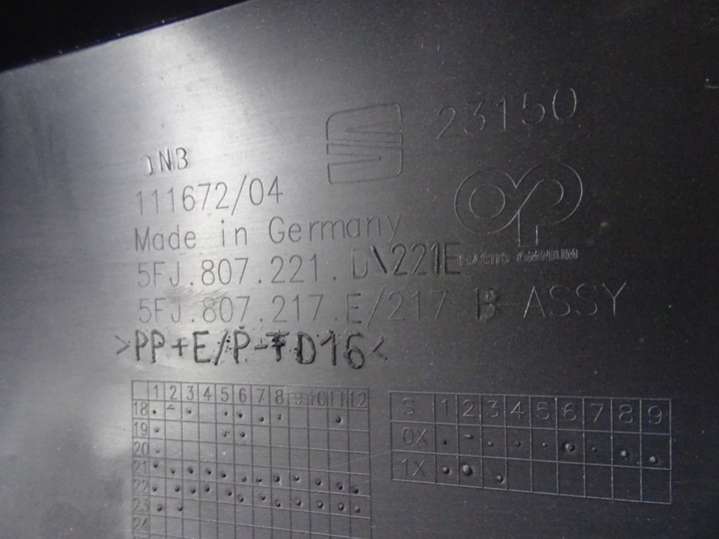 23150
111672/04
Made in Germany
5FJ.807.221.D\221E
PLASTIC OMNIUM
5FJ.807.217.E/217 B-ASSY
>PP+E/P-TD16<
1 2 3 4 5 6 7 8 9 10 11 12
18
19
20
21
22
23
24
S 1 2 3 4 5 6 7 8 9
0X
1X